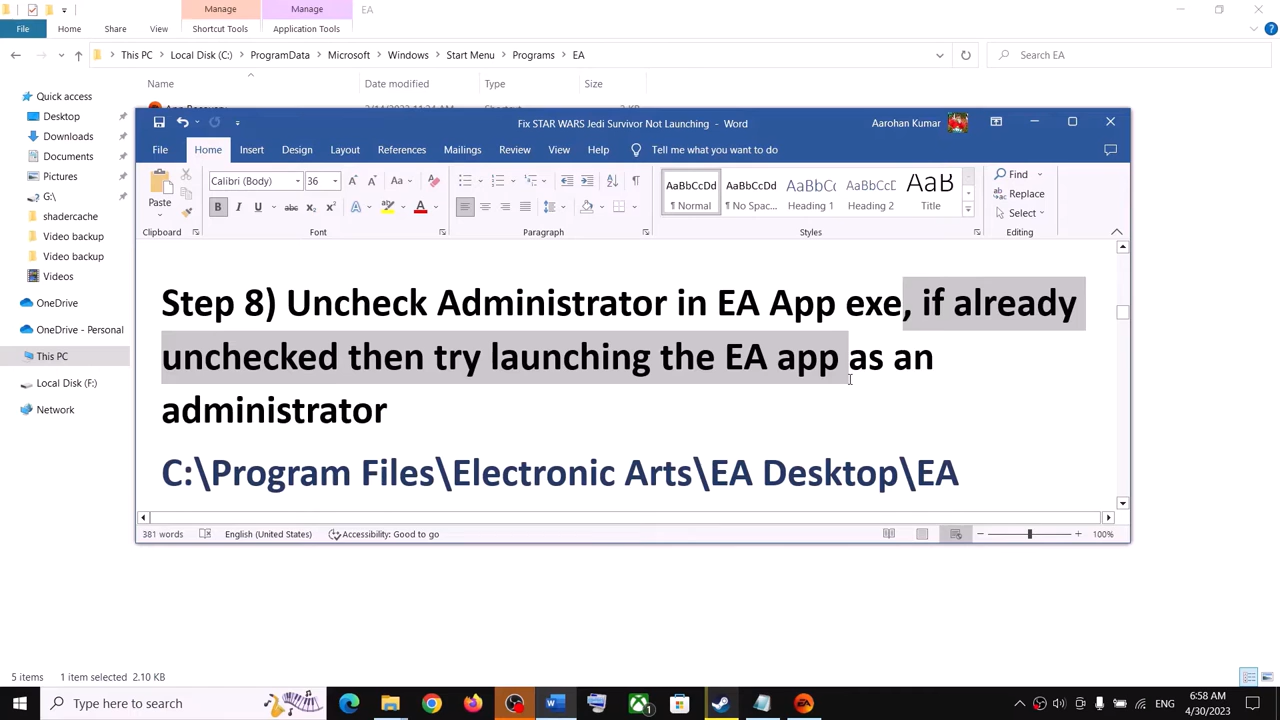 Manage
Manage
EA
File
Home
Share
View
Shortcut Tools
Application Tools
This PC
Local Disk (C:)
ProgramData
Microsoft
Windows
Start Menu
Programs
EA
Search EA
Name
Date modified
Type
Size
Quick access
Desktop
Downloads
Documents
Pictures
G:\
shadercache
Video backup
Video backup
Videos
OneDrive
OneDrive - Personal
This PC
Local Disk (F:)
Network
Fix STAR WARS Jedi Survivor Not Launching - Word
Aarohan Kumar
File
Home
Insert
Design
Layout
References
Mailings
Review
View
Help
Tell me what you want to do
Paste
Calibri (Body)
36
Find
Replace
Select
AaBbCcDd
¶ Normal
AaBbCcDd
¶ No Spac...
AaBbCc
Heading 1
AaBbCcD
Heading 2
AaB
Title
Clipboard
Font
Paragraph
Styles
Editing
Step 8) Uncheck Administrator in EA App exe, if already
unchecked then try launching the EA app as an
administrator
C:\Program Files\Electronic Arts\EA Desktop\EA
381 words
English (United States)
Accessibility: Good to go
100%
5 items
1 item selected 2.10 KB
Type here to search
ENG
6:58 AM
4/30/2023